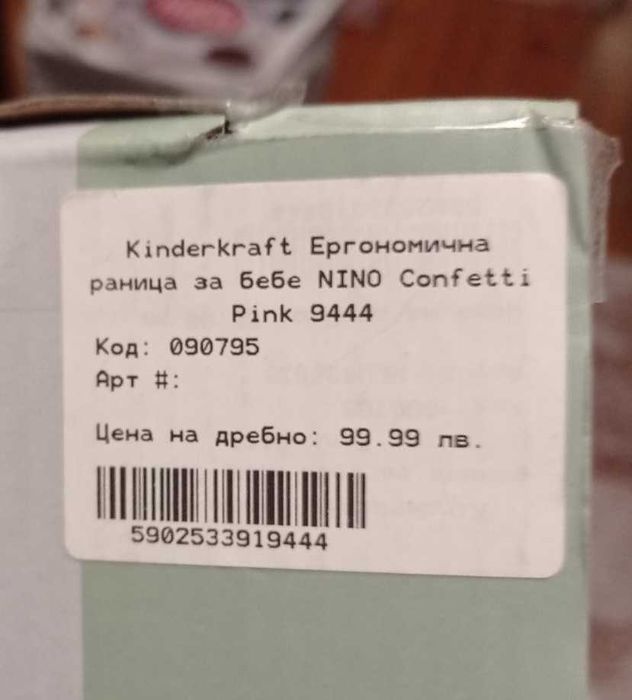 Kinderkraft Ергономична
раница за бебе NINO Confetti
Pink 9444
Код: 090795
Арт #:
Цена на дребно: 99.99 лв.
5902533919444